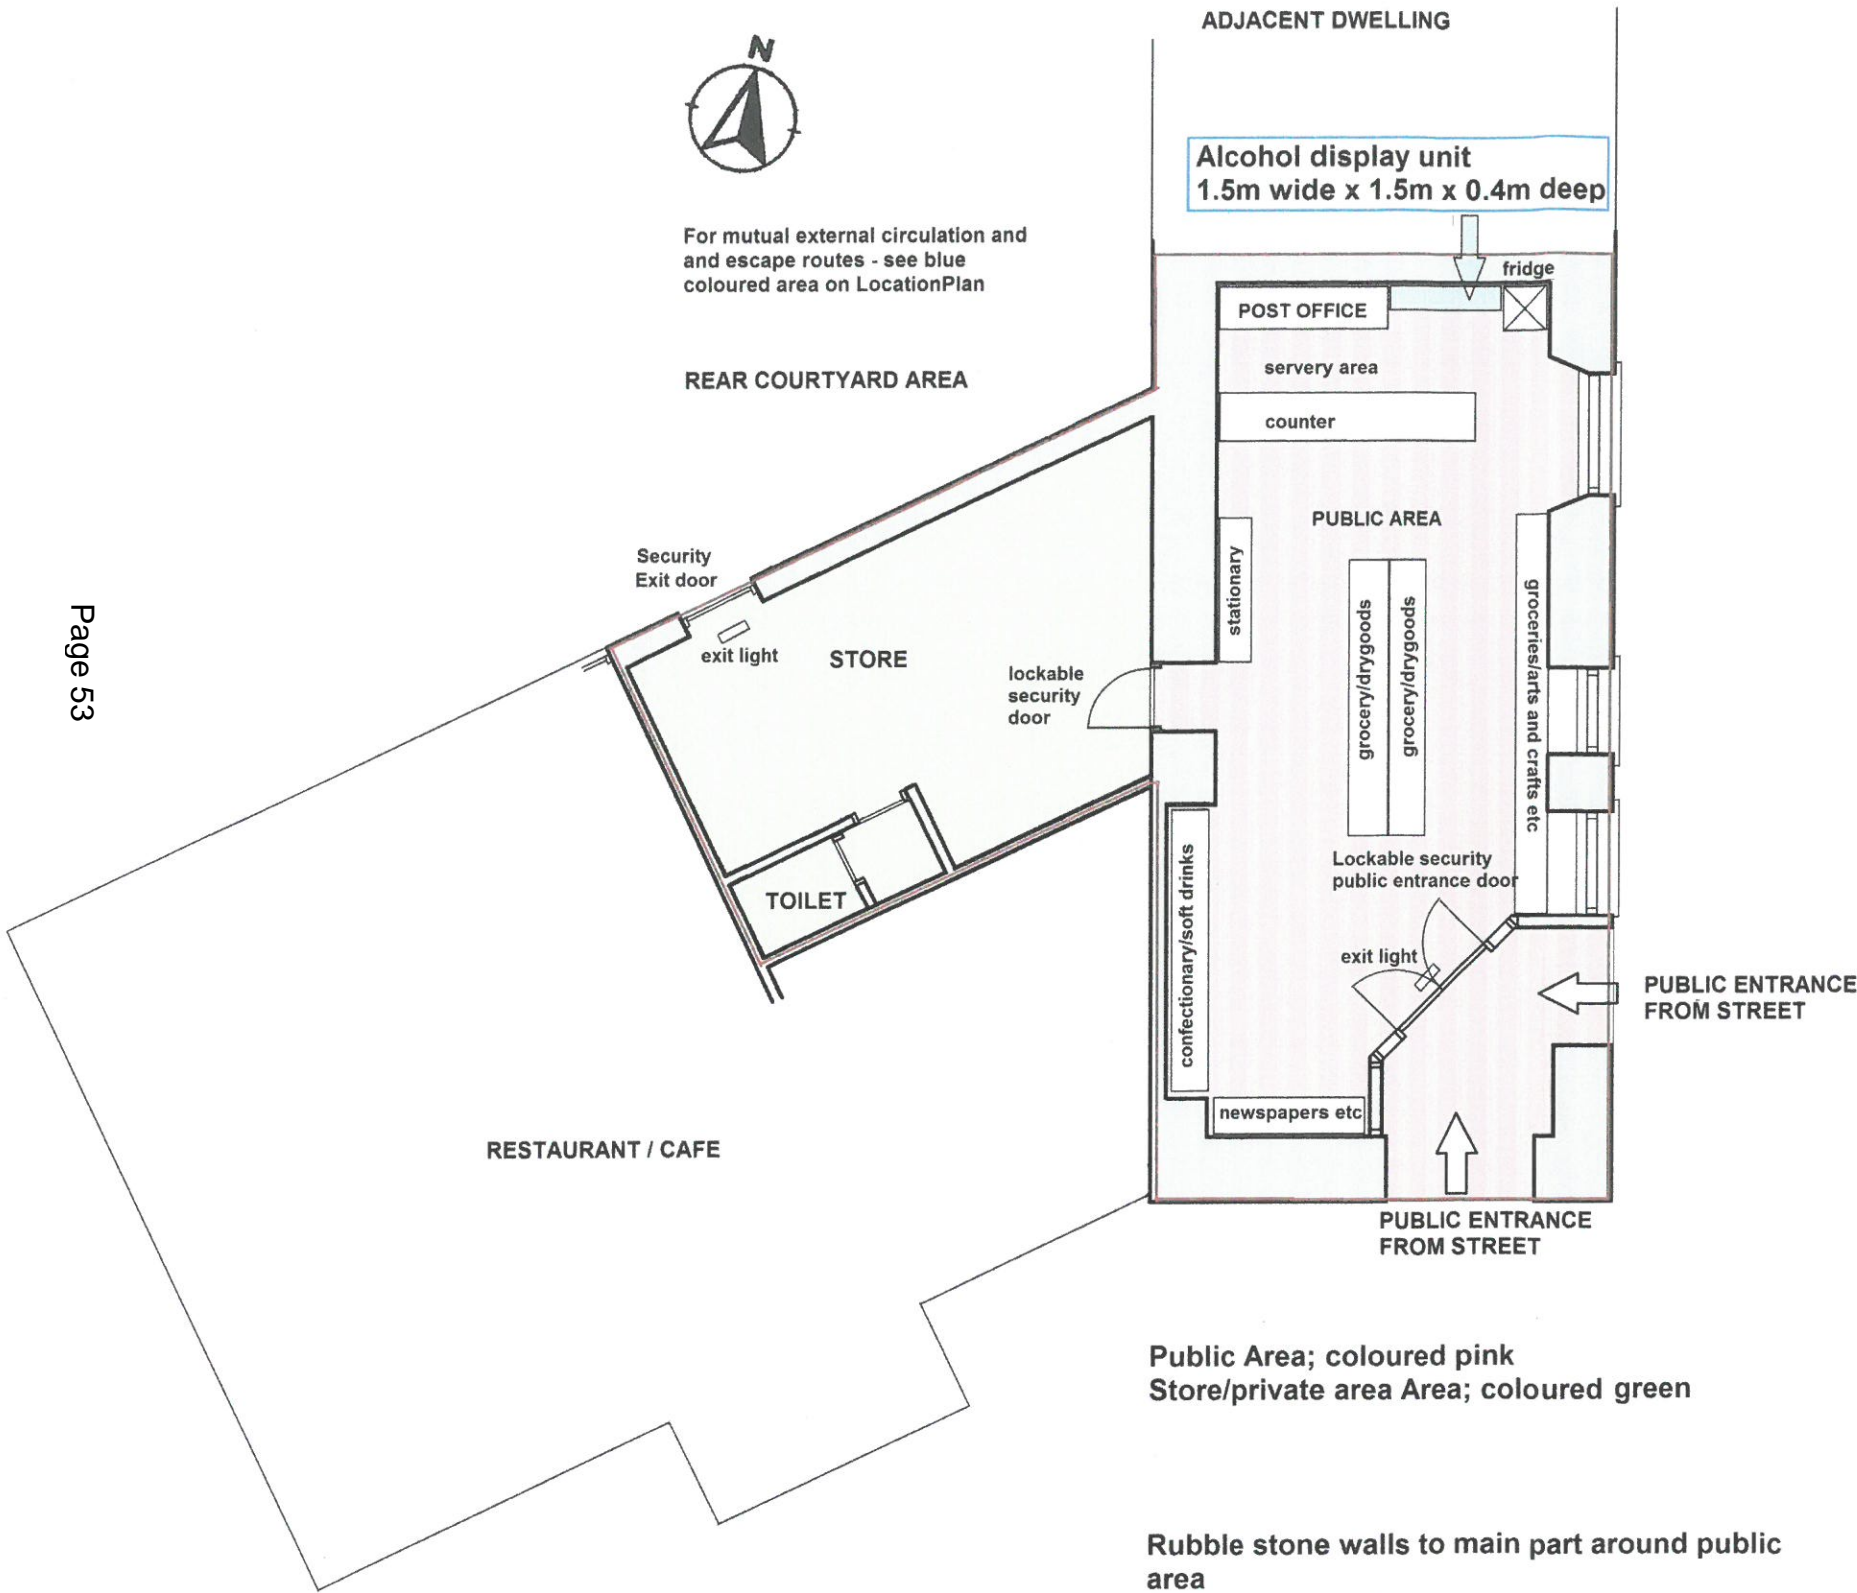 ADJACENT DWELLING
N
Alcohol display unit
1.5m wide x 1.5m x 0.4m deep
For mutual external circulation and
and escape routes - see blue
coloured area on LocationPlan
fridge
POST OFFICE
servery area
REAR COURTYARD AREA
counter
PUBLIC AREA
Security
Exit door
stationary
grocery/drygoods
grocery/drygoods
groceries/arts and crafts etc
exit light
STORE
lockable
security
door
Page 53
Lockable security
public entrance door
TOILET
confectionary/soft drinks
exit light
PUBLIC ENTRANCE
FROM STREET
newspapers etc
RESTAURANT / CAFE
PUBLIC ENTRANCE
FROM STREET
Public Area; coloured pink
Store/private area Area; coloured green
Rubble stone walls to main part around public
area